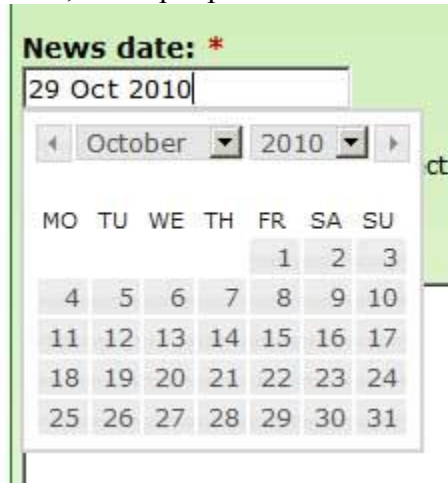 News date: *
29 Oct 2010
October 2010
MO TU WE TH FR SA SU
1 2 3
4 5 6 7 8 9 10
11 12 13 14 15 16 17
18 19 20 21 22 23 24
25 26 27 28 29 30 31